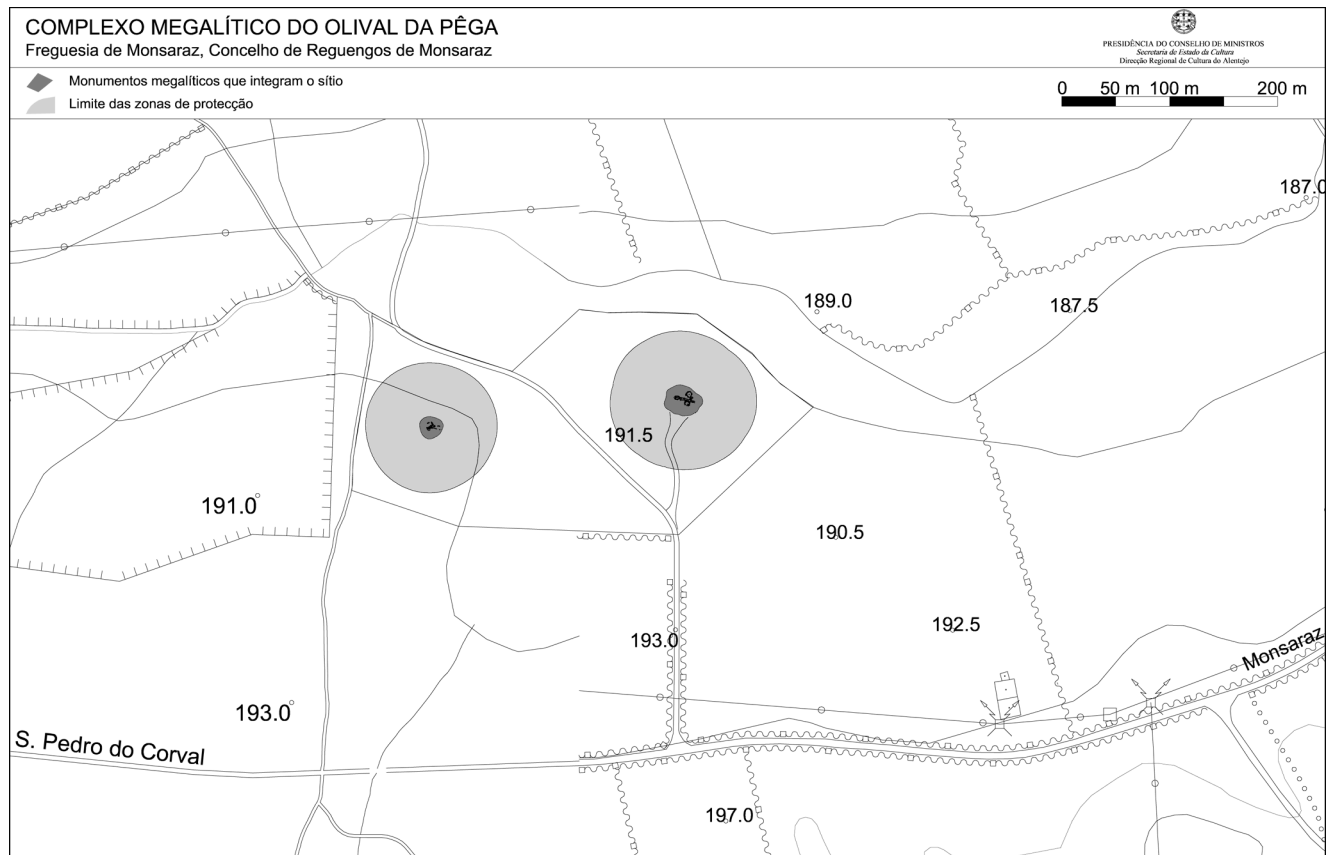 COMPLEXO MEGALÍTICO DO OLIVAL DA PÊGA
Freguesia de Monsaraz, Concelho de Reguengos de Monsaraz
PRESIDÊNCIA DO CONSELHO DE MINISTROS
Secretaria de Estado da Cultura
Direcção Regional de Cultura do Alentejo
Monumentos megalíticos que integram o sítio
Limite das zonas de protecção
0 50 m 100 m 200 m
187.0
189.0
187.5
191.5
191.0
190.5
192.5
193.0
Monsaraz
193.0
S. Pedro do Corval
197.0